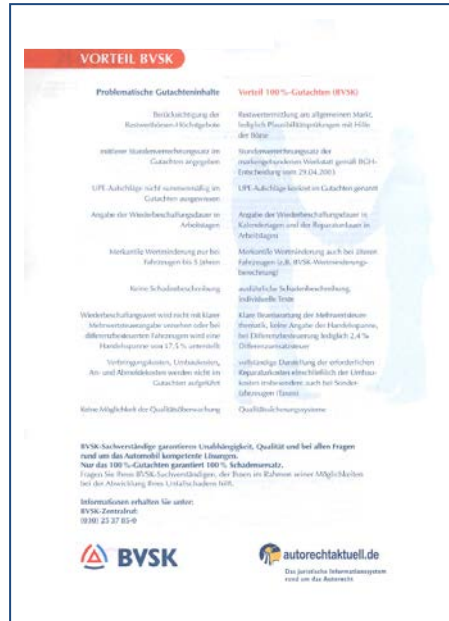 VORTEIL BVSK
Problematische Gutachteninhalte
Vorteil 100%-Gutachten (BVSK)
Berücksichtigung der
Restwertbörsen-Höchstgebote
Restwertermittlung am allgemeinen Markt,
lediglich Plausibilitätsprüfungen mit Hilfe
der Börse
mittlerer Stundenverrechnungssatz im
Gutachten angegeben
Stundenverrechnungssatz der
markengebundenen Werkstatt gemäß BGH-
Entscheidung vom 29.04.2003
UPE-Aufschläge nicht summenmäßig im
Gutachten ausgewiesen
UPE-Aufschläge konkret im Gutachten genannt
Angabe der Wiederbeschaffungsdauer in
Arbeitstagen
Angabe der Wiederbeschaffungsdauer in
Kalendertagen und der Reparaturdauer in
Arbeitstagen
Merkantile Wertminderung nur bei
Fahrzeugen bis 5 Jahren
Merkantile Wertminderung auch bei älteren
Fahrzeugen (z.B. BVSK-Wertminderungs-
berechnung)
Keine Schadenbeschreibung
ausführliche Schadenbeschreibung,
individuelle Texte
Wiederbeschaffungswert wird nicht mit klarer
Mehrwertsteueraussage versehen oder bei
differenzbesteuerten Fahrzeugen wird eine
Handelsspanne von 17,5 % unterstellt
Klare Beantwortung der Mehrwertsteuer-
thematik, keine Angabe der Handelsspanne,
bei Differenzbesteuerung lediglich 2,4 %
Differenzumsatzsteuer
Verbringungskosten, Umbaukosten,
An- und Abmeldekosten werden nicht im
Gutachten aufgeführt
vollständige Darstellung der erforderlichen
Reparaturkosten einschließlich der Umbau-
kosten insbesondere auch bei Sonder-
fahrzeugen (Taxen)
Keine Möglichkeit der Qualitätsüberwachung
Qualitätssicherungssysteme
BVSK-Sachverständige garantieren Unabhängigkeit, Qualität und bei allen Fragen
rund um das Automobil kompetente Lösungen.
Nur das 100%-Gutachten garantiert 100% Schadensersatz.
Fragen Sie Ihren BVSK-Sachverständigen, der Ihnen im Rahmen seiner Möglichkeiten
bei der Abwicklung Ihres Unfallschadens hilft.
Informationen erhalten Sie unter:
BVSK-Zentralruf:
(030) 25 37 85-0
BVSK
autorechtaktuell.de
Das juristische Informationssystem
rund um das Autorecht